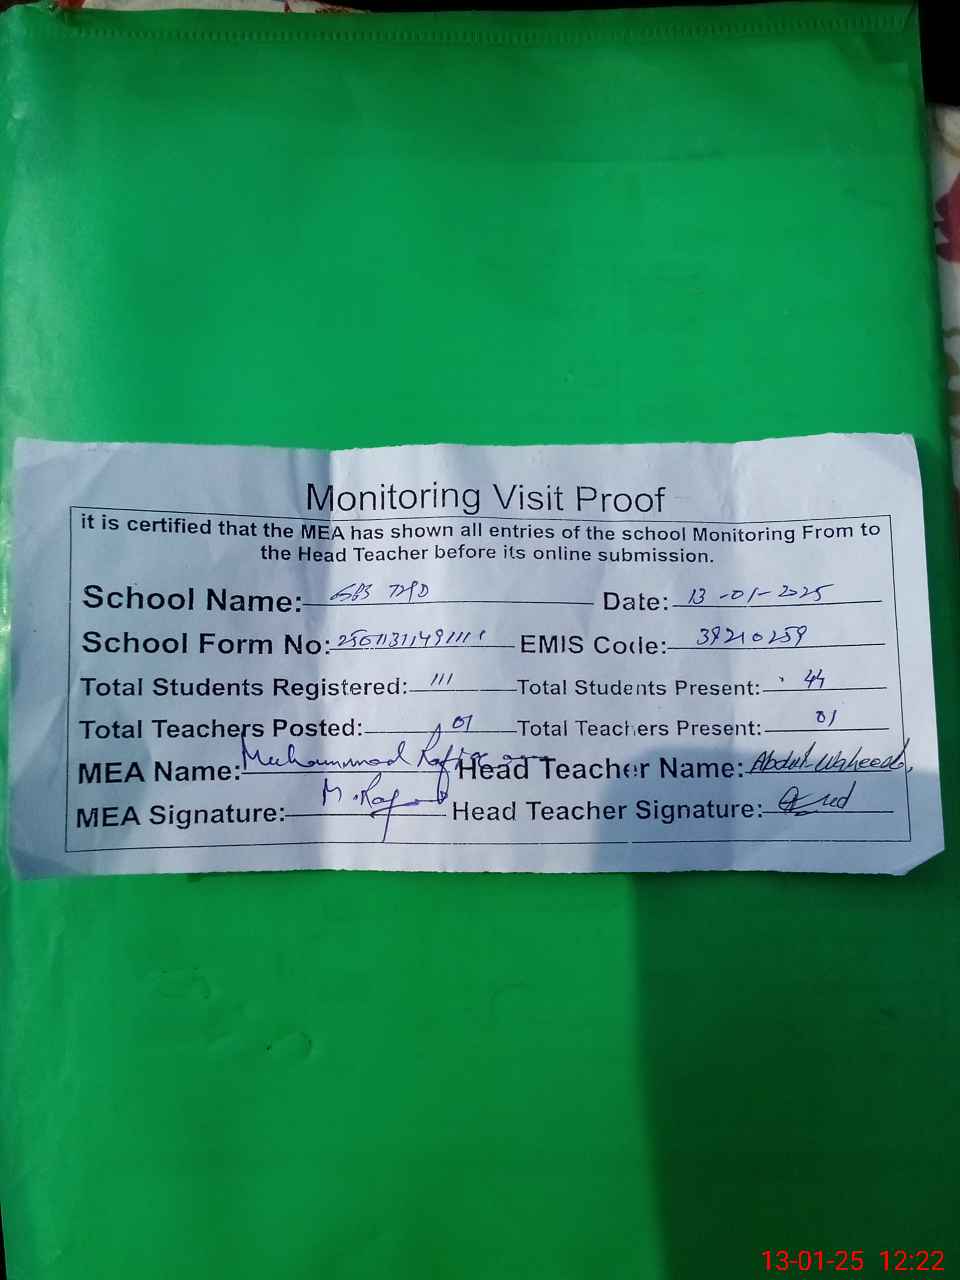 Monitoring Visit Proof
it is certified that the MEA has shown all entries of the school Monitoring From to
the Head Teacher before its online submission.
School Name: GBS Date: 13-01-2025
School Form No: EMIS Code: 39210259
Total Students Registered: 111 Total Students Present: 44
Total Teachers Posted: 01 Total Teachers Present: 01
MEA Name: Muhammad Head Teacher Name: Abdul Waheed
MEA Signature: Head Teacher Signature:
13-01-25 12:22